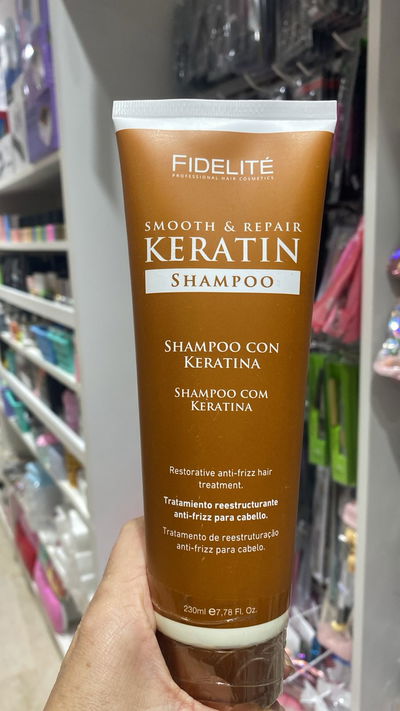 FIDELITÉ
PROFESSIONAL HAIR COSMETICS
SMOOTH & REPAIR
KERATIN
SHAMPOO
SHAMPOO CON
KERATINA
SHAMPOO COM
KERATINA
Restorative anti-frizz hair
treatment.
Tratamiento reestructurante
anti-frizz para cabello.
Tratamento de reestruturação
anti-frizz para cabelo.
230ml e7,78 Fl. Oz.